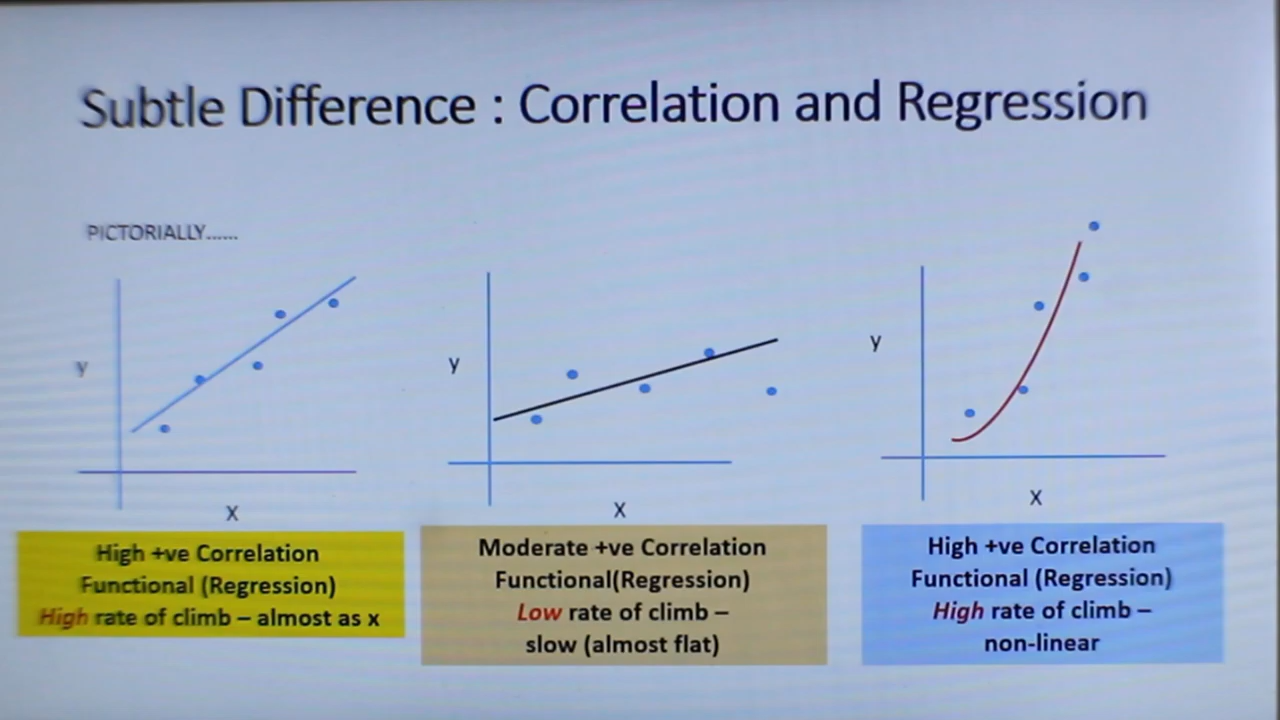 Subtle Difference : Correlation and Regression
PICTORIALLY......
y
X
High +ve Correlation
Functional (Regression)
High rate of climb – almost as x
y
X
Moderate +ve Correlation
Functional(Regression)
Low rate of climb –
slow (almost flat)
y
X
High +ve Correlation
Functional (Regression)
High rate of climb –
non-linear